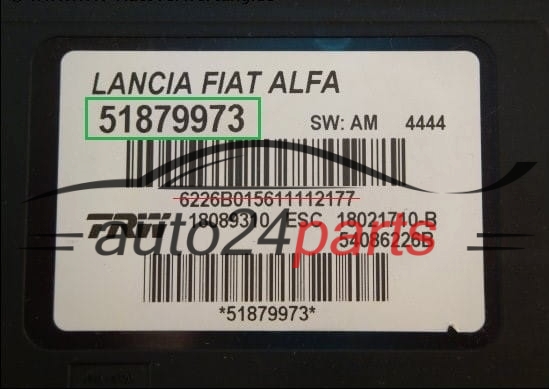 LANCIA FIAT ALFA
51879973 SW: AM 4444
6226B015611112177
TRW 18089310 ESC 18021710-B
54086226B
auto24parts
*51879973*